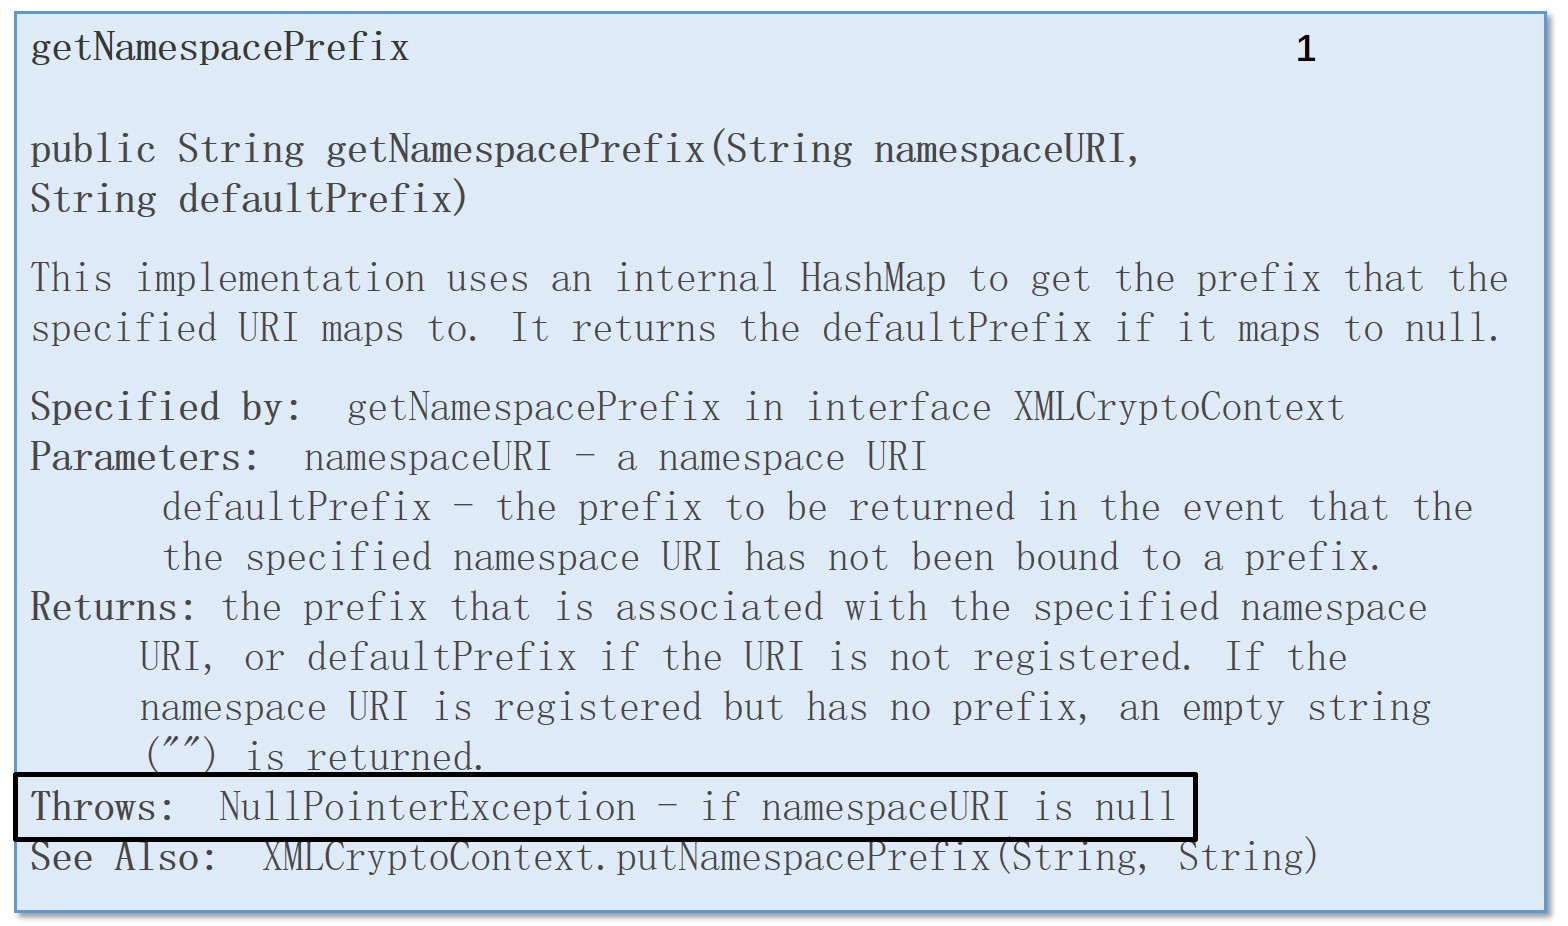 getNamespacePrefix 1
public String getNamespacePrefix(String namespaceURI,
String defaultPrefix)
This implementation uses an internal HashMap to get the prefix that the
specified URI maps to. It returns the defaultPrefix if it maps to null.
Specified by: getNamespacePrefix in interface XMLCryptoContext
Parameters: namespaceURI - a namespace URI
defaultPrefix - the prefix to be returned in the event that the
the specified namespace URI has not been bound to a prefix.
Returns: the prefix that is associated with the specified namespace
URI, or defaultPrefix if the URI is not registered. If the
namespace URI is registered but has no prefix, an empty string
("") is returned.
Throws: NullPointerException - if namespaceURI is null
See Also: XMLCryptoContext.putNamespacePrefix(String, String)